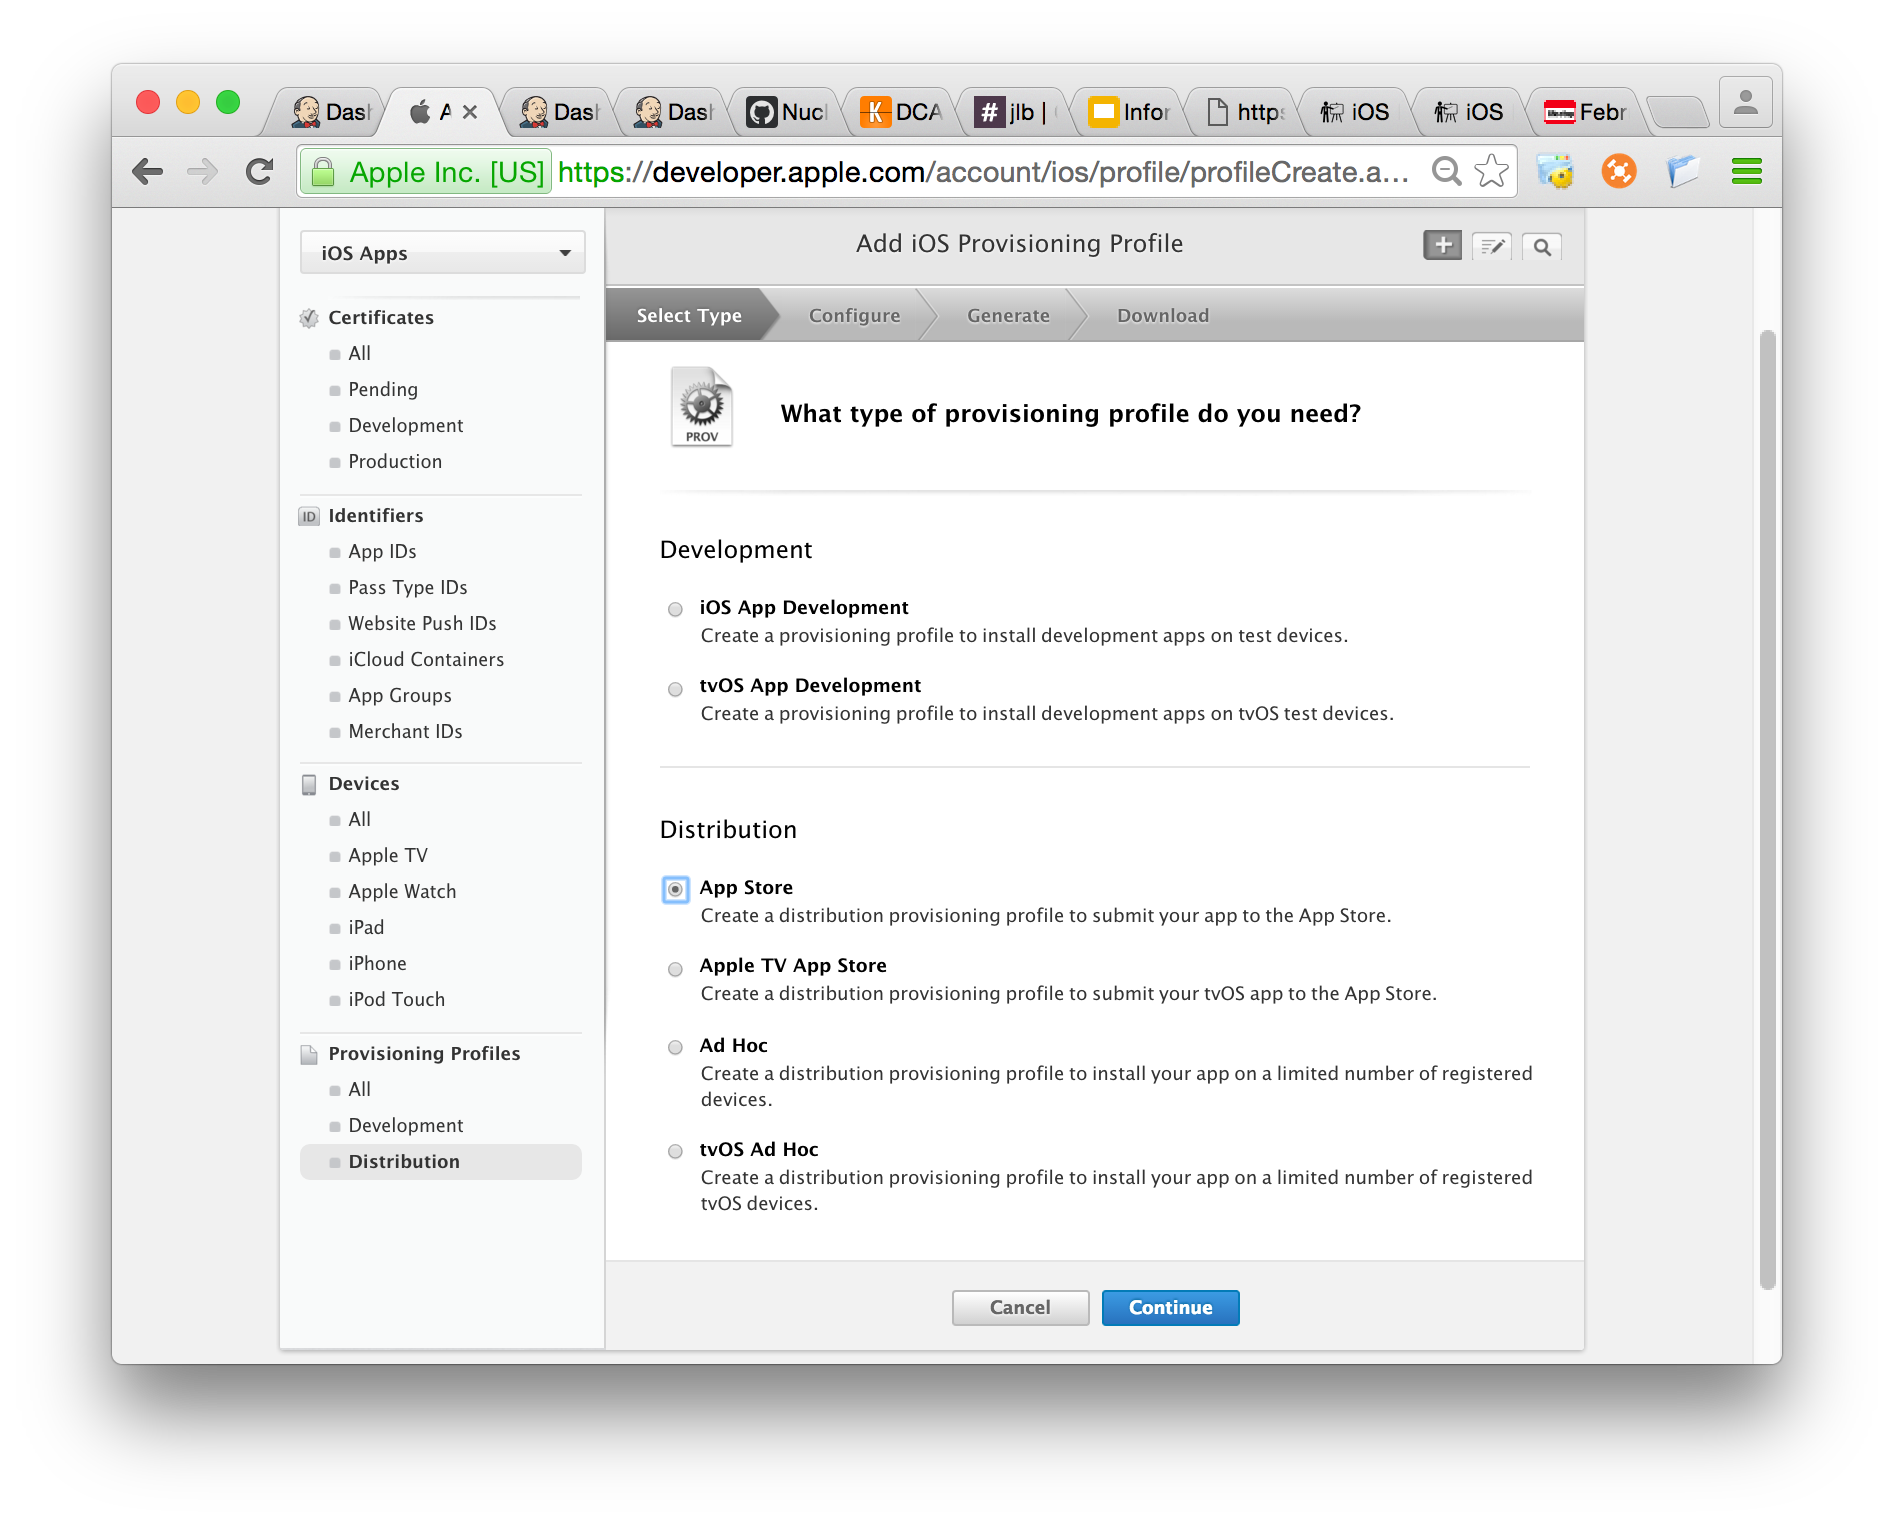 Dash
A
Dash
Dash
Nucl
DCA
jlb |
Infor
https
iOS
iOS
Febr
Apple Inc. [US] https://developer.apple.com/account/ios/profile/profileCreate.a...
iOS Apps
Certificates
All
Pending
Development
Production
ID Identifiers
App IDs
Pass Type IDs
Website Push IDs
iCloud Containers
App Groups
Merchant IDs
Devices
All
Apple TV
Apple Watch
iPad
iPhone
iPod Touch
Provisioning Profiles
All
Development
Distribution
Add iOS Provisioning Profile
Select Type Configure Generate Download
PROV
What type of provisioning profile do you need?
Development
iOS App Development
Create a provisioning profile to install development apps on test devices.
tvOS App Development
Create a provisioning profile to install development apps on tvOS test devices.
Distribution
App Store
Create a distribution provisioning profile to submit your app to the App Store.
Apple TV App Store
Create a distribution provisioning profile to submit your tvOS app to the App Store.
Ad Hoc
Create a distribution provisioning profile to install your app on a limited number of registered
devices.
tvOS Ad Hoc
Create a distribution provisioning profile to install your app on a limited number of registered
tvOS devices.
Cancel Continue